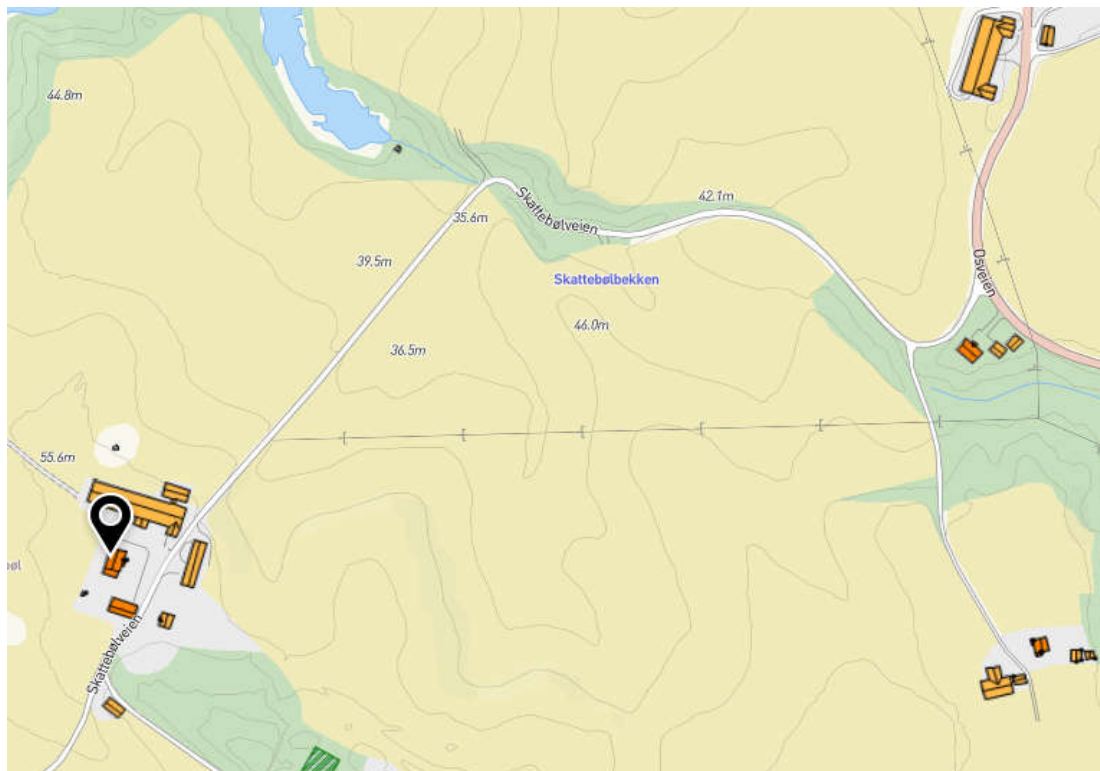 44.8m
Skattebølveien
42.1m
35.6m
39.5m
Osveien
Skattebølbekken
46.0m
36.5m
55.6m
Skattebølveien